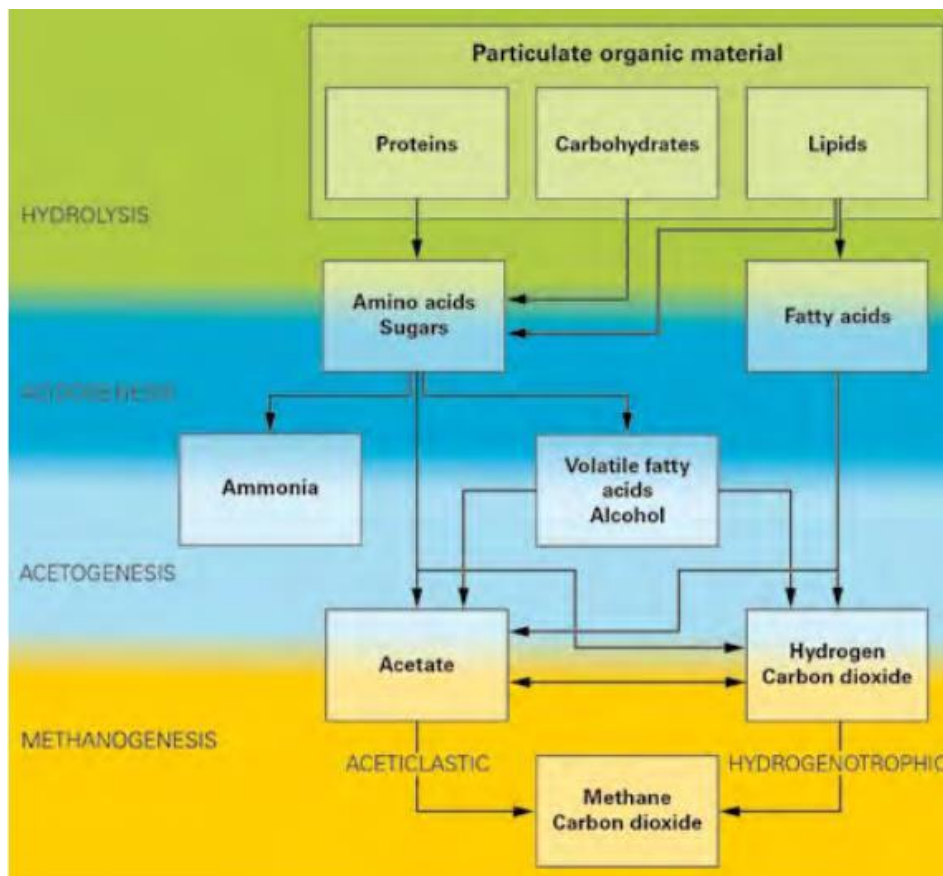 Particulate organic material
Proteins
Carbohydrates
Lipids
HYDROLYSIS
Amino acids
Sugars
Fatty acids
ACIDOGENESIS
Ammonia
Volatile fatty
acids
Alcohol
ACETOGENESIS
Acetate
Hydrogen
Carbon dioxide
METHANOGENESIS
ACETICLASTIC
HYDROGENOTROPHIC
Methane
Carbon dioxide